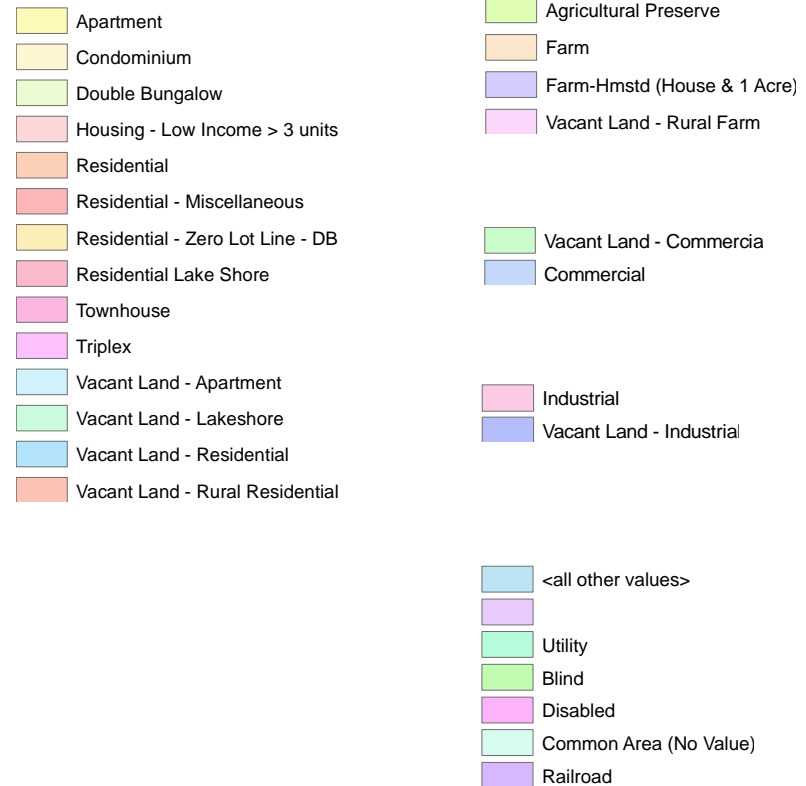 Apartment
Condominium
Double Bungalow
Housing - Low Income > 3 units
Residential
Residential - Miscellaneous
Residential - Zero Lot Line - DB
Residential Lake Shore
Townhouse
Triplex
Vacant Land - Apartment
Vacant Land - Lakeshore
Vacant Land - Residential
Vacant Land - Rural Residential
Agricultural Preserve
Farm
Farm-Hmstd (House & 1 Acre)
Vacant Land - Rural Farm
Vacant Land - Commercia
Commercial
Industrial
Vacant Land - Industrial
<all other values>
Utility
Blind
Disabled
Common Area (No Value)
Railroad